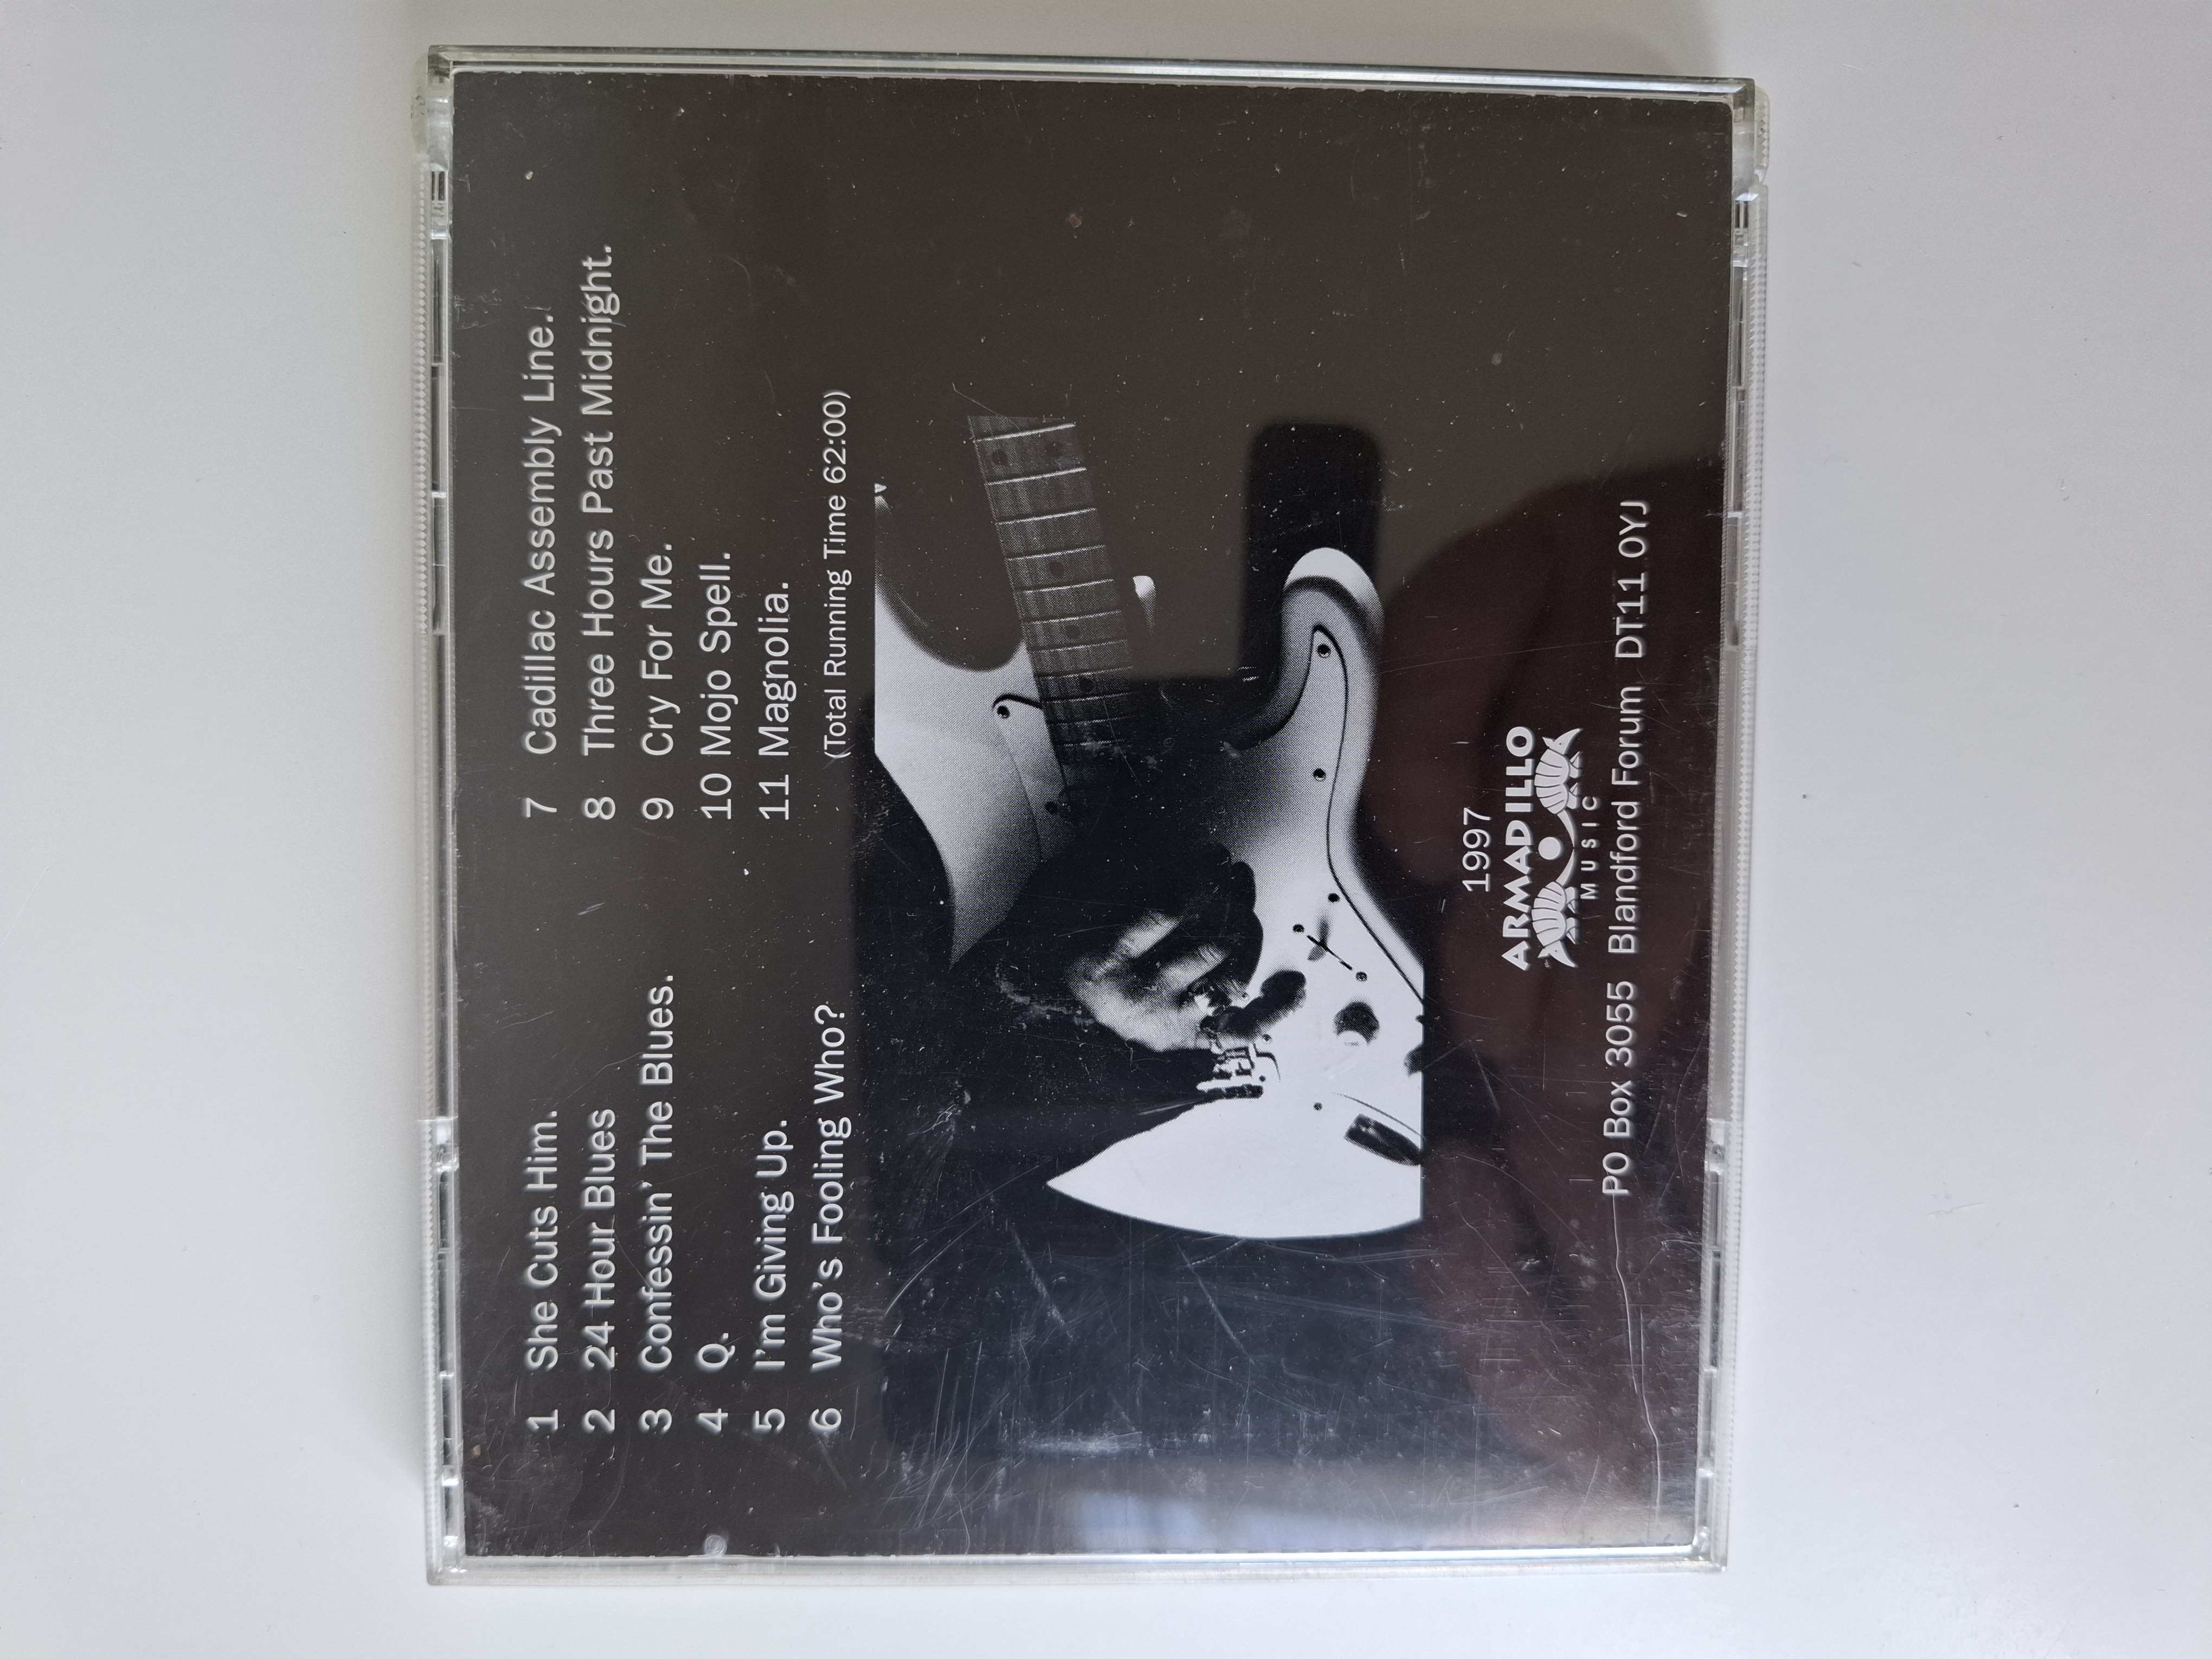 1 She Cuts Him.
2 24 Hour Blues
3 Confessin' The Blues.
4 Q.
5 I'm Giving Up.
6 Who's Fooling Who?
7 Cadillac Assembly Line.
8 Three Hours Past Midnight.
9 Cry For Me.
10 Mojo Spell.
11 Magnolia.
(Total Running Time 62:00)
1997
ARMADILLO
MUSIC
PO Box 3055 Blandford Forum DT11 0YJ